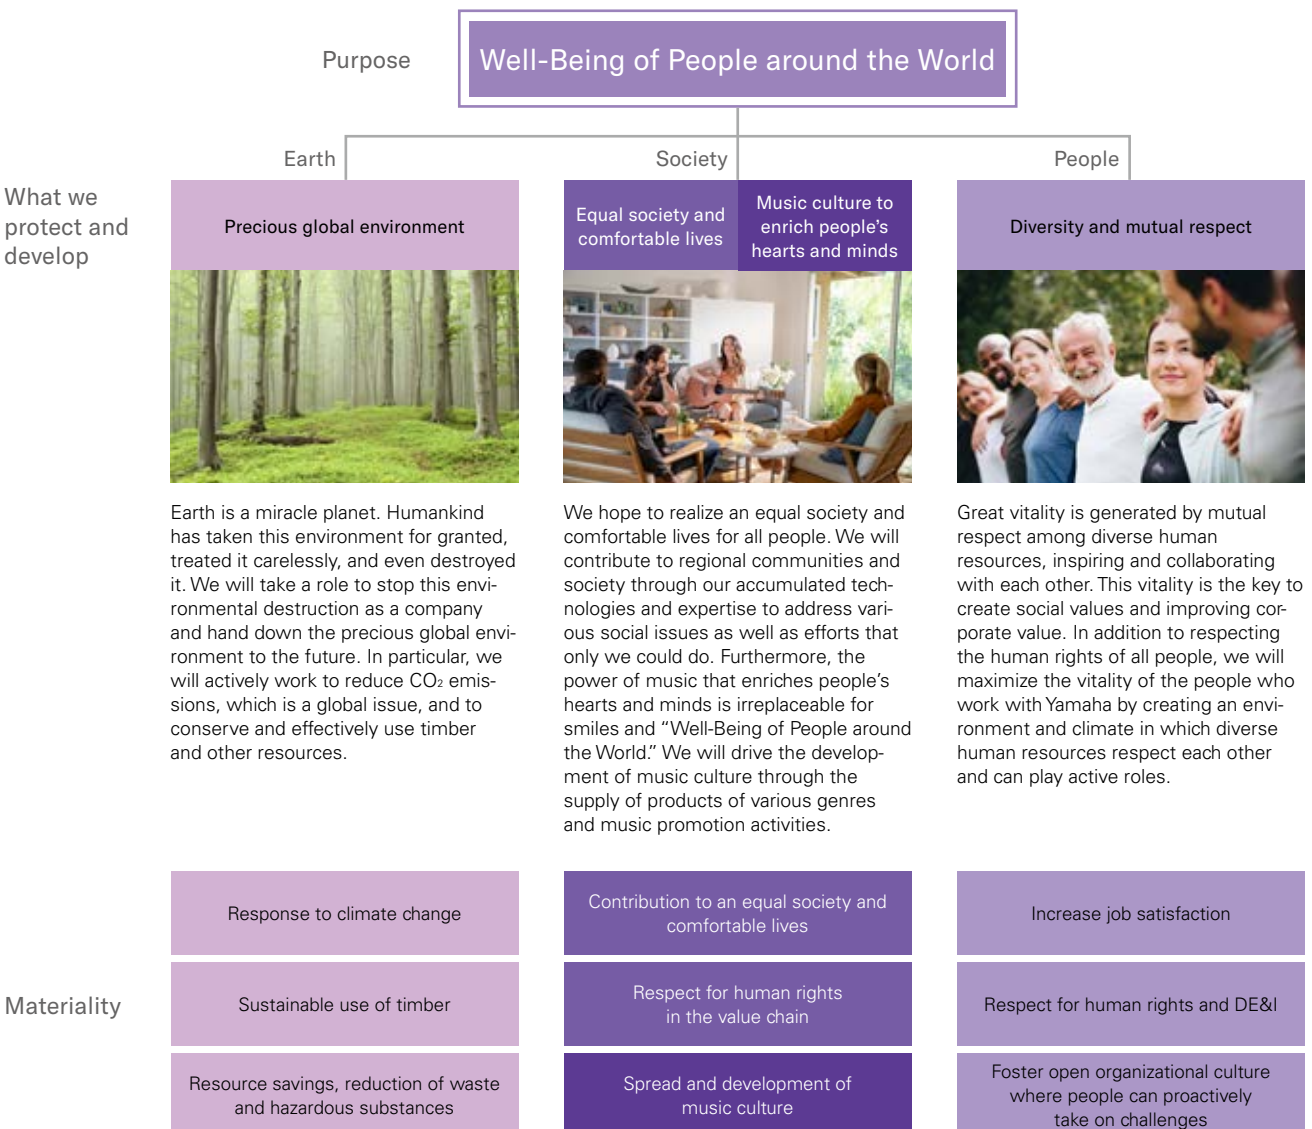 Purpose
Well-Being of People around the World
Earth
Society
People
What we
protect and
develop
Precious global environment
Equal society and
comfortable lives
Music culture to
enrich people's
hearts and minds
Diversity and mutual respect
Earth is a miracle planet. Humankind
has taken this environment for granted,
treated it carelessly, and even destroyed
it. We will take a role to stop this envi-
ronmental destruction as a company
and hand down the precious global envi-
ronment to the future. In particular, we
will actively work to reduce CO₂ emis-
sions, which is a global issue, and to
conserve and effectively use timber
and other resources.
We hope to realize an equal society and
comfortable lives for all people. We will
contribute to regional communities and
society through our accumulated tech-
nologies and expertise to address vari-
ous social issues as well as efforts that
only we could do. Furthermore, the
power of music that enriches people's
hearts and minds is irreplaceable for
smiles and “Well-Being of People around
the World.” We will drive the develop-
ment of music culture through the
supply of products of various genres
and music promotion activities.
Great vitality is generated by mutual
respect among diverse human
resources, inspiring and collaborating
with each other. This vitality is the key to
create social values and improving cor-
porate value. In addition to respecting
the human rights of all people, we will
maximize the vitality of the people who
work with Yamaha by creating an envi-
ronment and climate in which diverse
human resources respect each other
and can play active roles.
Materiality
Response to climate change
Sustainable use of timber
Resource savings, reduction of waste
and hazardous substances
Contribution to an equal society and
comfortable lives
Respect for human rights
in the value chain
Spread and development of
music culture
Increase job satisfaction
Respect for human rights and DE&I
Foster open organizational culture
where people can proactively
take on challenges